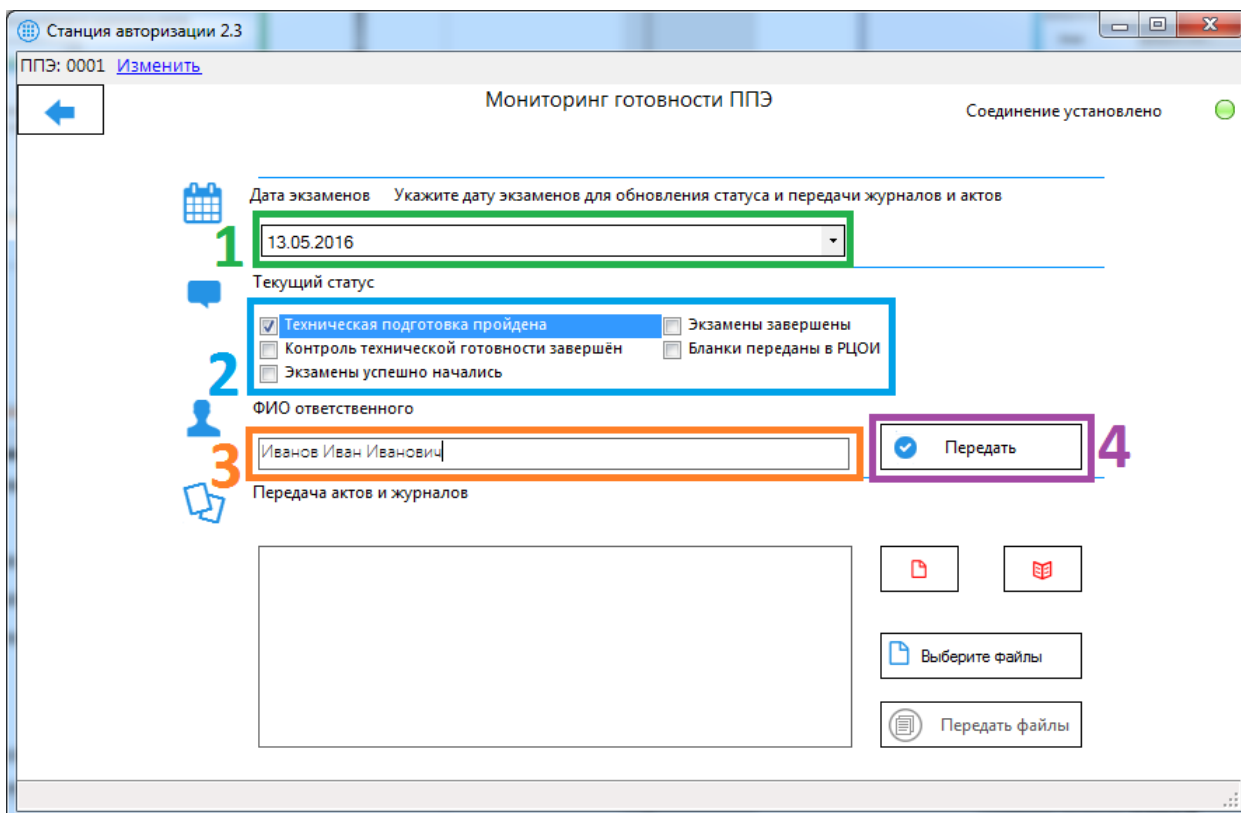 Станция авторизации 2.3
ППЭ: 0001 Изменить
Мониторинг готовности ППЭ
Соединение установлено
Дата экзаменов Укажите дату экзаменов для обновления статуса и передачи журналов и актов
1
13.05.2016
Текущий статус
Техническая подготовка пройдена
Экзамены завершены
Контроль технической готовности завершён
Бланки переданы в РЦОИ
2
Экзамены успешно начались
ФИО ответственного
3
Иванов Иван Иванович
Передать
4
Передача актов и журналов
Выберите файлы
Передать файлы